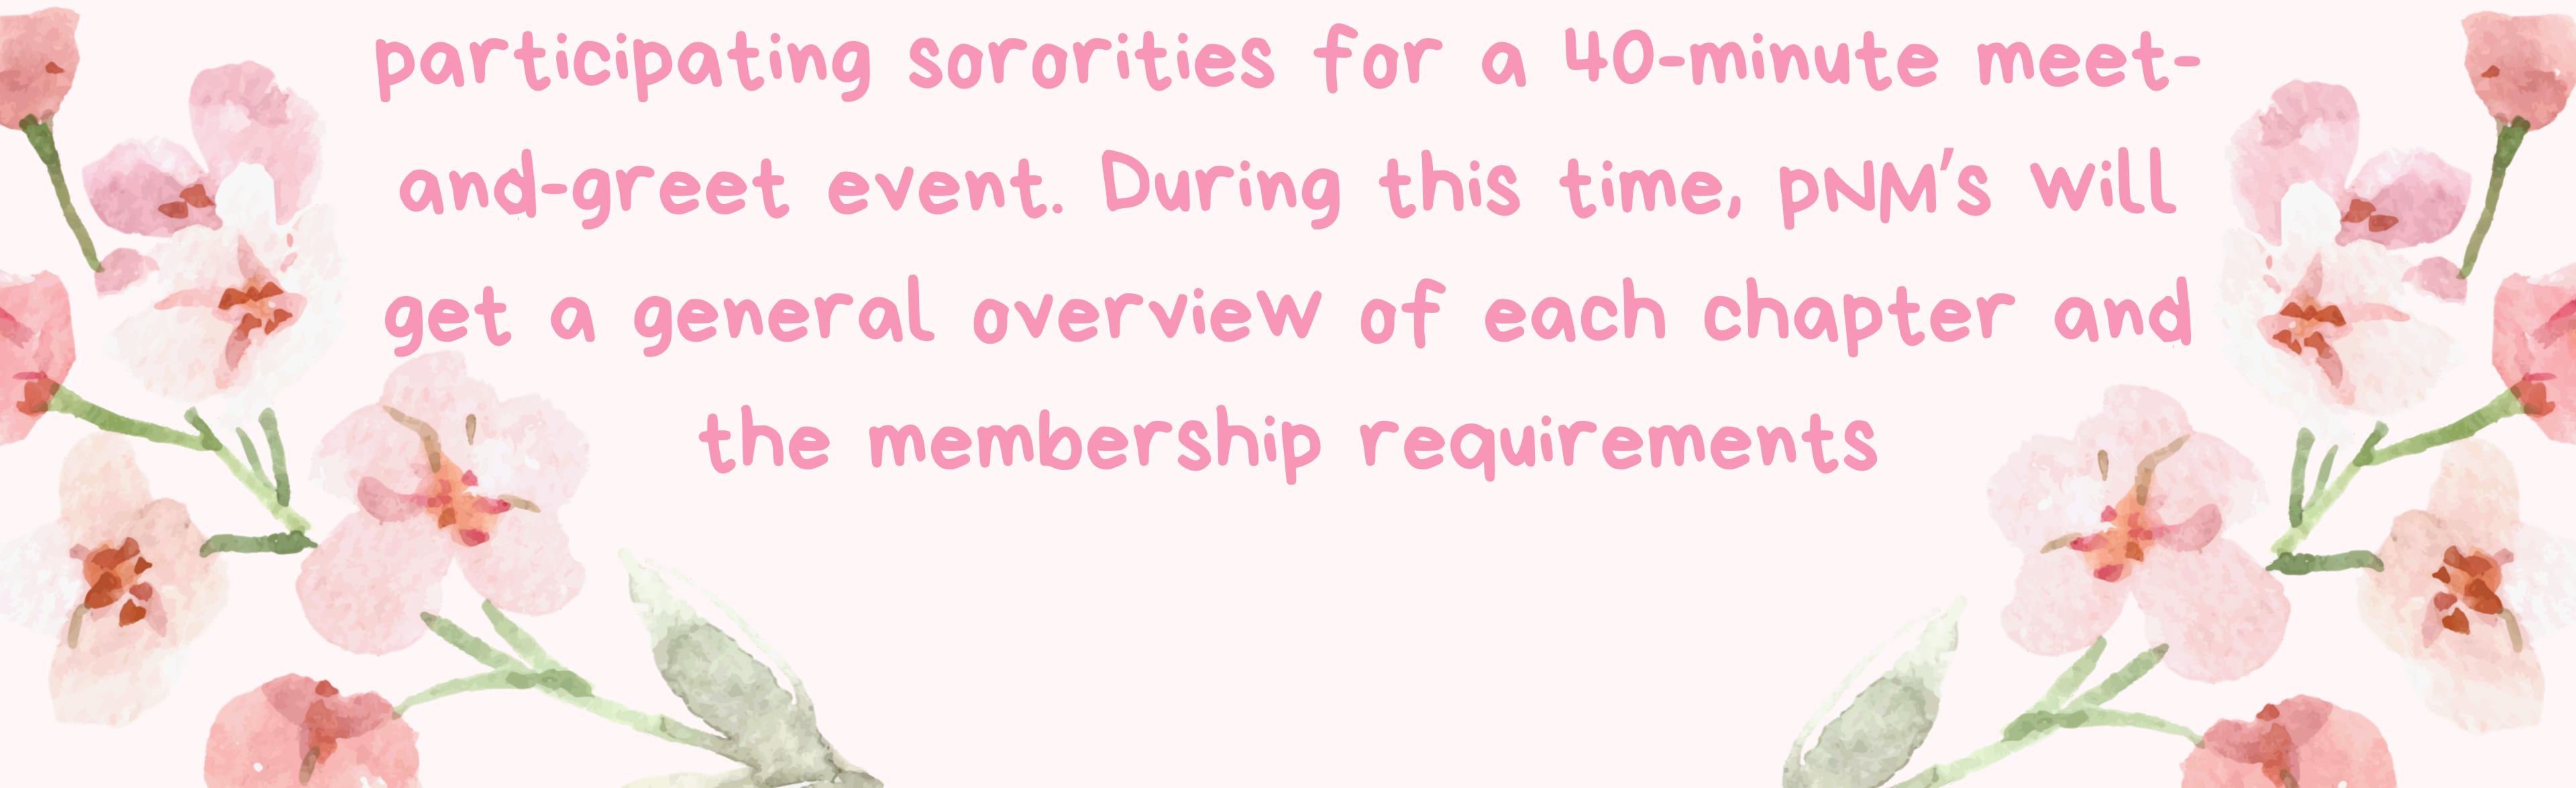 participating sororities for a 40-minute meet-
and-greet event. During this time, PNM's will
get a general overview of each chapter and
the membership requirements